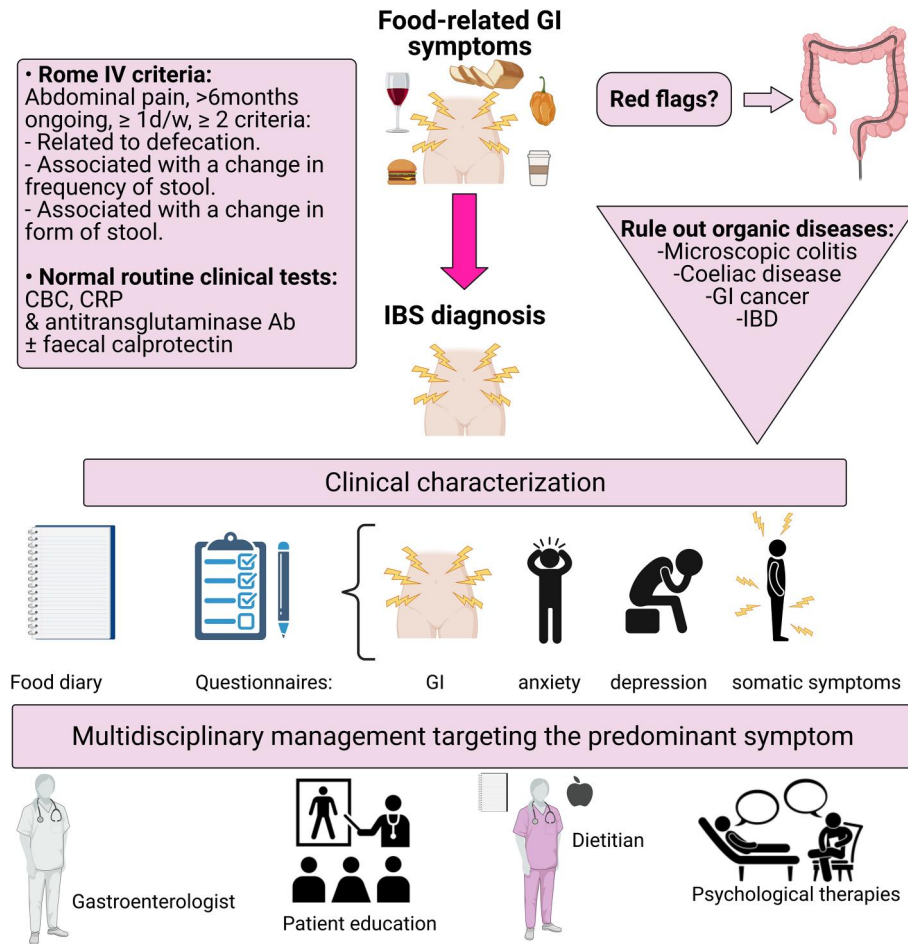 Food-related GI
symptoms
• Rome IV criteria:
Abdominal pain, >6months
ongoing, ≥ 1d/w, ≥ 2 criteria:
- Related to defecation.
- Associated with a change in
frequency of stool.
- Associated with a change in
form of stool.
• Normal routine clinical tests:
CBC, CRP
& antitransglutaminase Ab
± faecal calprotectin
Red flags?
Rule out organic diseases:
-Microscopic colitis
-Coeliac disease
-GI cancer
-IBD
IBS diagnosis
Clinical characterization
Food diary
Questionnaires:
GI
anxiety
depression
somatic symptoms
Multidisciplinary management targeting the predominant symptom
Gastroenterologist
Patient education
Dietitian
Psychological therapies